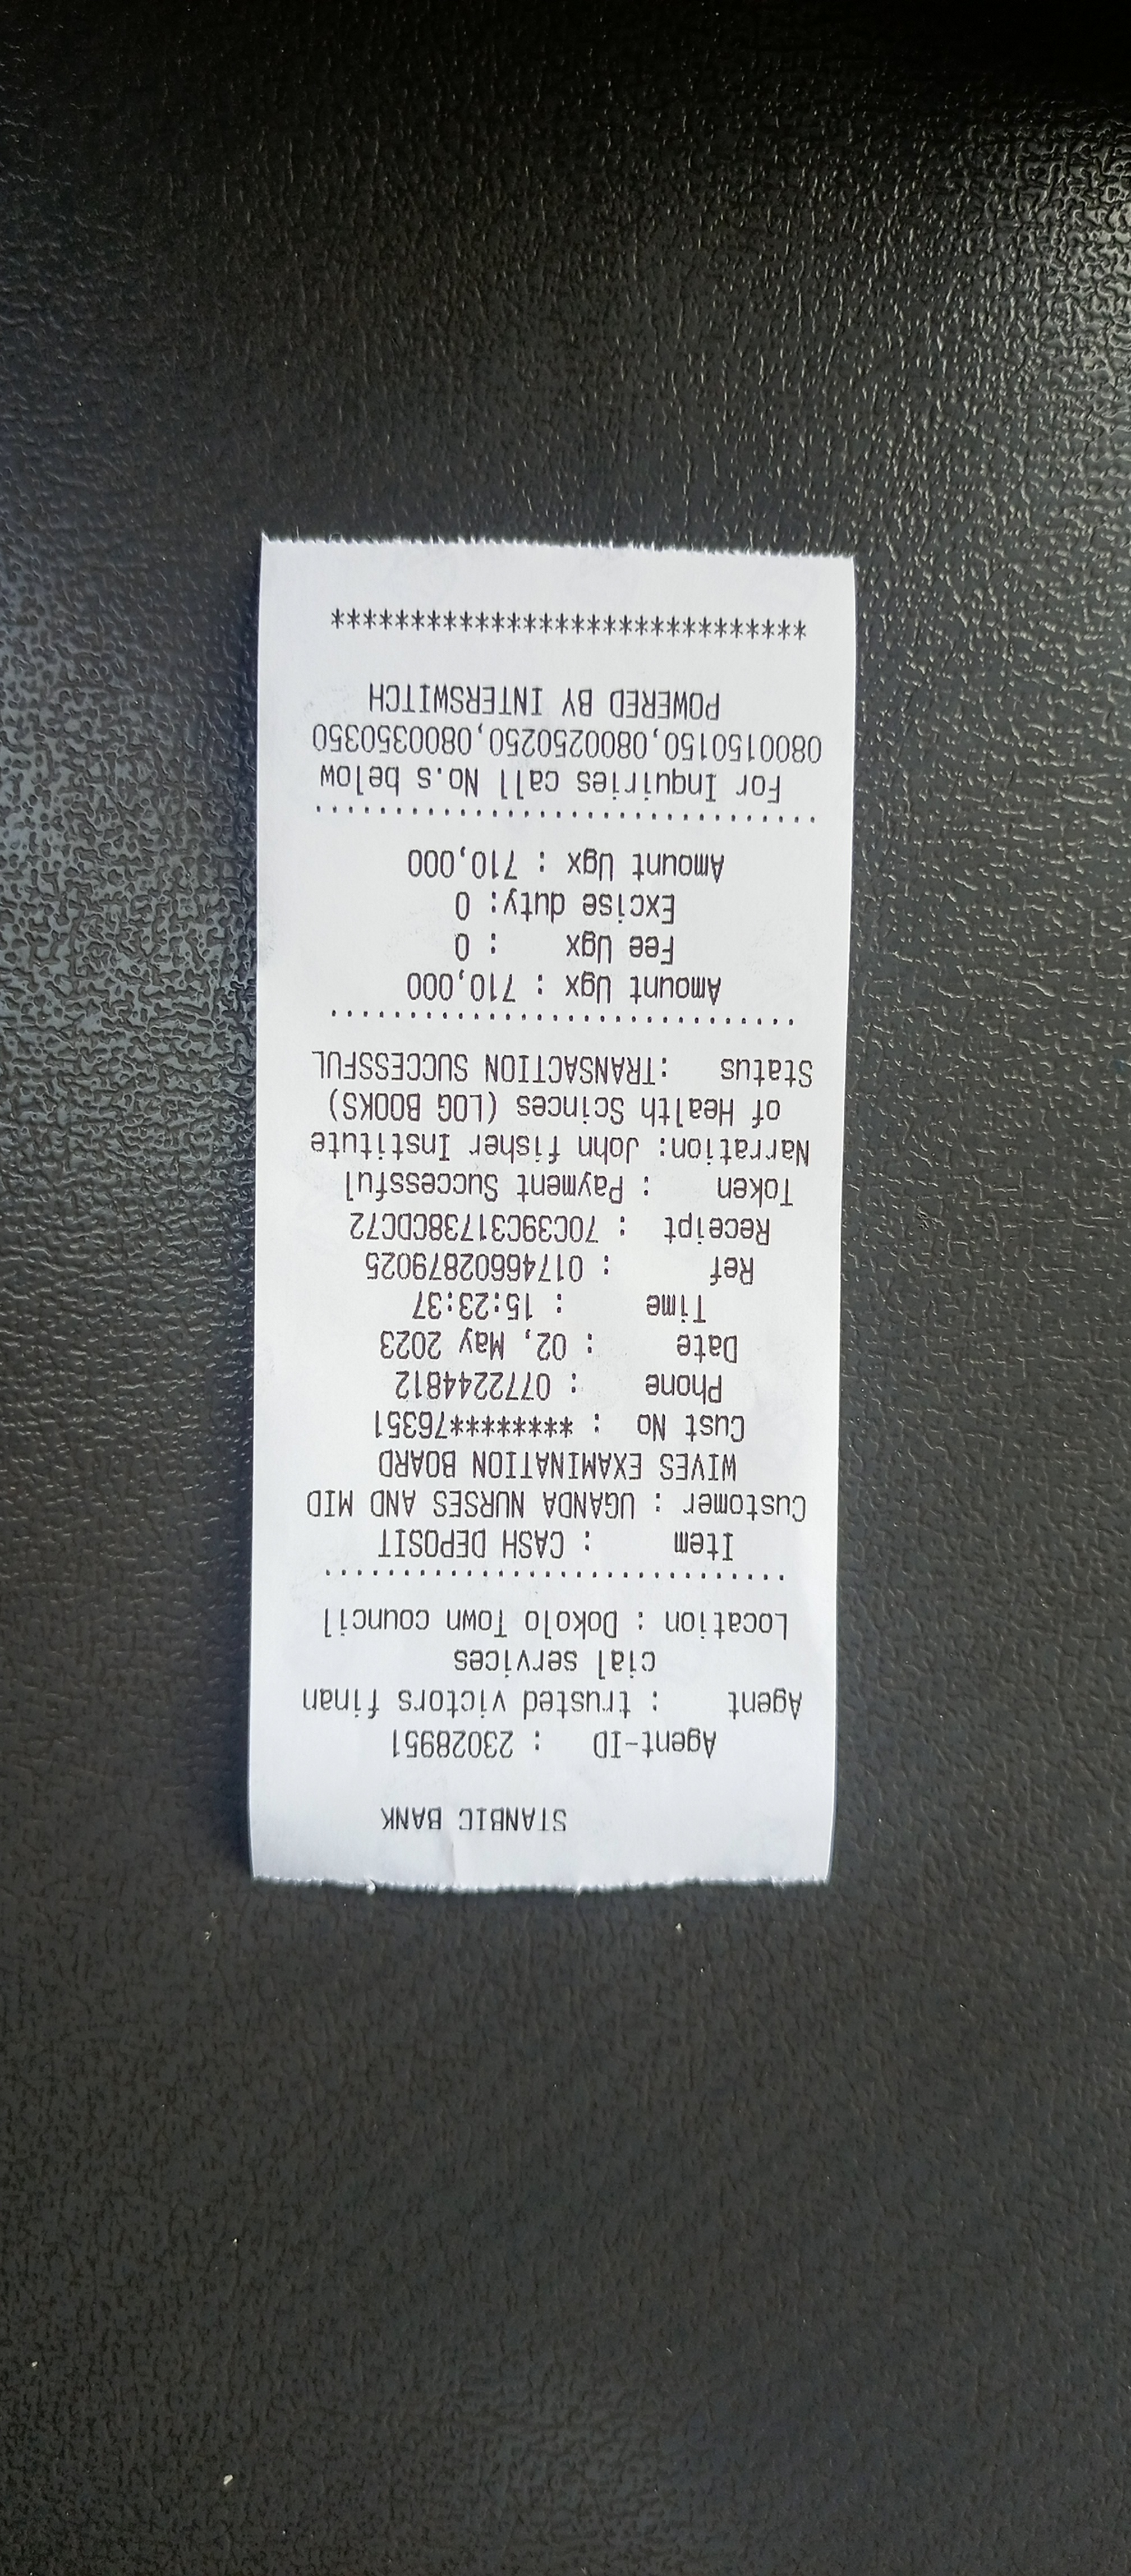 STANBIC BANK
Agent-ID : 23028951
Agent : trusted victors finan
cial services
Location : Dokolo Town council
..............................
Item : CASH DEPOSIT
Customer : UGANDA NURSES AND MID
WIVES EXAMINATION BOARD
Cust No : *********76351
Phone : 0772244812
Date : 02, May 2023
Time : 15:23:37
Ref : 017466028790​25
Receipt : 70C39C31738CDC72
Token : Payment Successful
Narration: John fisher Institute
of Health Scinces (LOG BOOKS)
Status :TRANSACTION SUCCESSFUL
..............................
Amount Ugx : 710,000
Fee Ugx : 0
Excise duty: 0
Amount Ugx : 710,000
................................
For Inquiries call No.s below
0800150150,0800250250,0800350350
POWERED BY INTERSWITCH
******************************